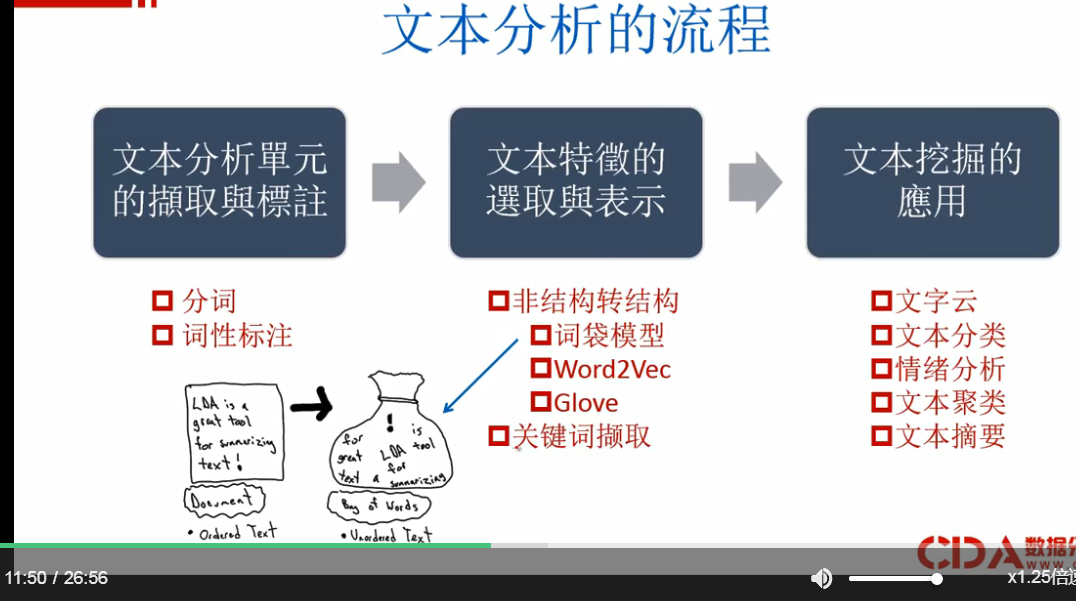 文本分析的流程
文本分析單元
的擷取與標註
文本特徵的
選取與表示
文本挖掘的
應用
分词
词性标注
非结构转结构
词袋模型
Word2Vec
Glove
关键词撷取
文字云
文本分类
情绪分析
文本聚类
文本摘要
LDA is a
great tool
for summarizing
text!
Document
• Ordered Text
! is
for LDA tool
great for
text a summarizing
Bag of Words
• Unordered Text
CDA 数据分
www.c
11:50 / 26:56
x1.25倍速